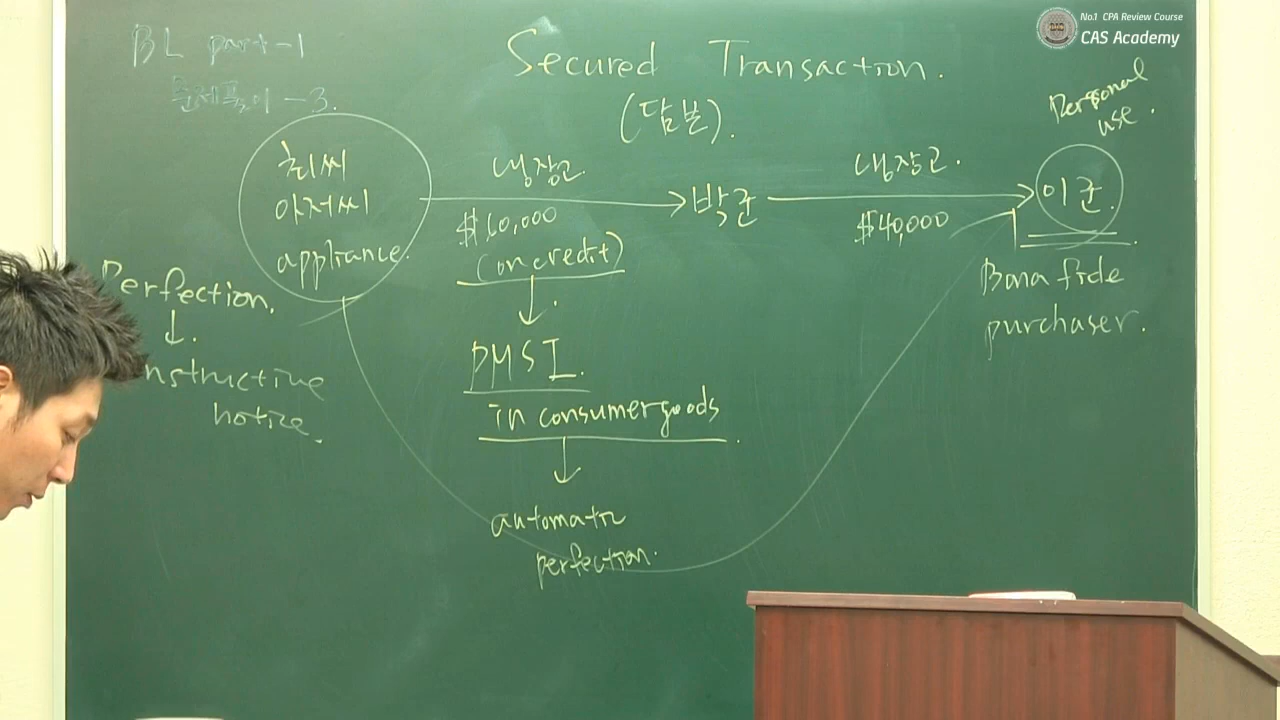 No.1 CPA Review Course
CAS Academy
BL part-1
문제풀이 -3.
Secured Transaction.
(담본).
Personal
use.
최씨
아저씨
appliance.
냉장고.
$10,000
(on credit)
박군
냉장고.
$40,000
이군.
Bona fide
purchaser.
Perfection.
nstructive
notice.
PMSI.
in consumer goods
automatic
perfection.